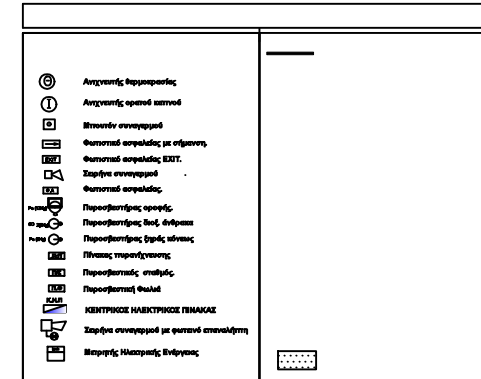 Θ Ανιχνευτής θερμοκρασίας
Ι Ανιχνευτής ορατού καπνού
Μπουτόν συναγερμού
Φωτιστικό ασφαλείας με σήμανση.
EXIT Φωτιστικό ασφαλείας EXIT.
Σειρήνα συναγερμού
Φωτιστικό ασφαλείας.
Πυροσβεστήρας οροφής.
Πυροσβεστήρας διοξ. άνθρακα
Πυροσβεστήρας ξηράς κόνεως
Πίνακας πυρανίχνευσης
Πυροσβεστικός σταθμός.
Πυροσβεστική Φωλιά
Κ.Η.Π ΚΕΝΤΡΙΚΟΣ ΗΛΕΚΤΡΙΚΟΣ ΠΙΝΑΚΑΣ
Σειρήνα συναγερμού με φωτεινό επαναλήπτη
Μετρητής Ηλεκτρικής Ενέργειας